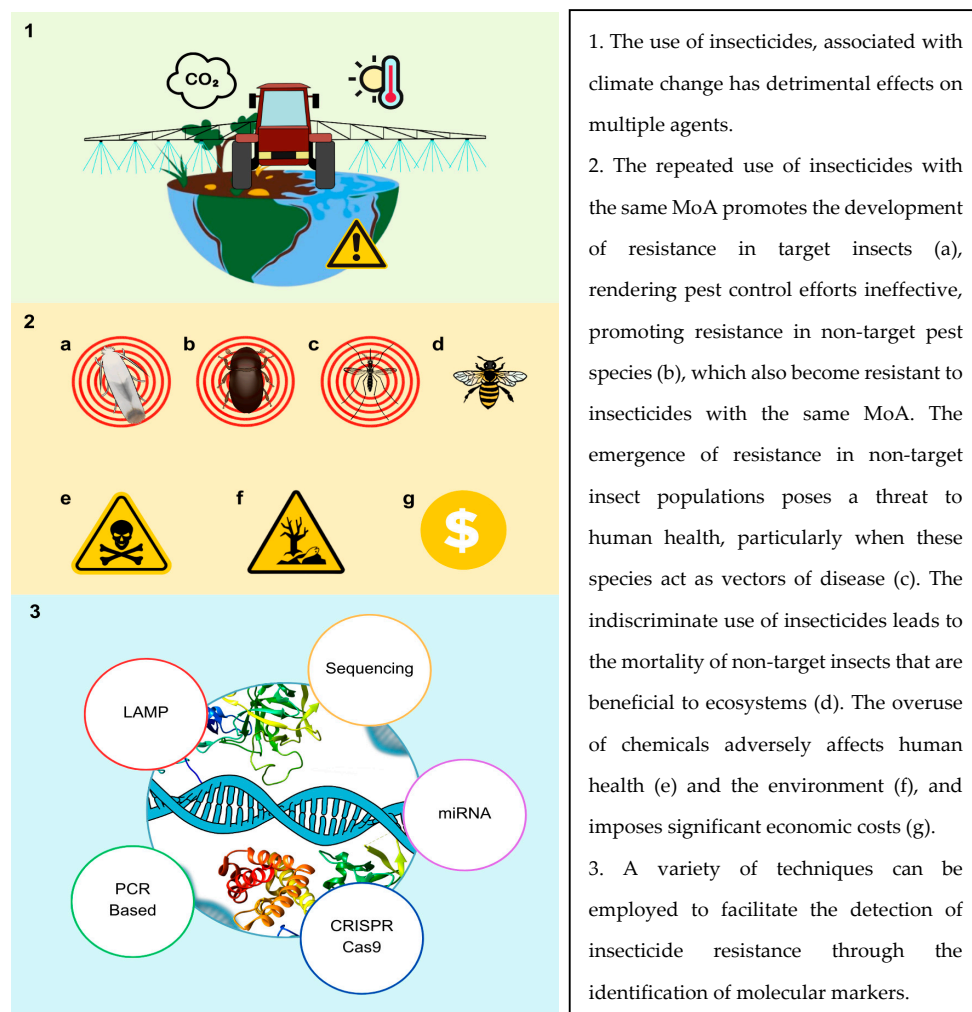 1
CO₂
2
a
b
c
d
e
f
g
$
3
Sequencing
LAMP
miRNA
PCR
Based
CRISPR
Cas9
1. The use of insecticides, associated with
climate change has detrimental effects on
multiple agents.
2. The repeated use of insecticides with
the same MoA promotes the development
of resistance in target insects (a),
rendering pest control efforts ineffective,
promoting resistance in non-target pest
species (b), which also become resistant to
insecticides with the same MoA. The
emergence of resistance in non-target
insect populations poses a threat to
human health, particularly when these
species act as vectors of disease (c). The
indiscriminate use of insecticides leads to
the mortality of non-target insects that are
beneficial to ecosystems (d). The overuse
of chemicals adversely affects human
health (e) and the environment (f), and
imposes significant economic costs (g).
3. A variety of techniques can be
employed to facilitate the detection of
insecticide resistance through the
identification of molecular markers.